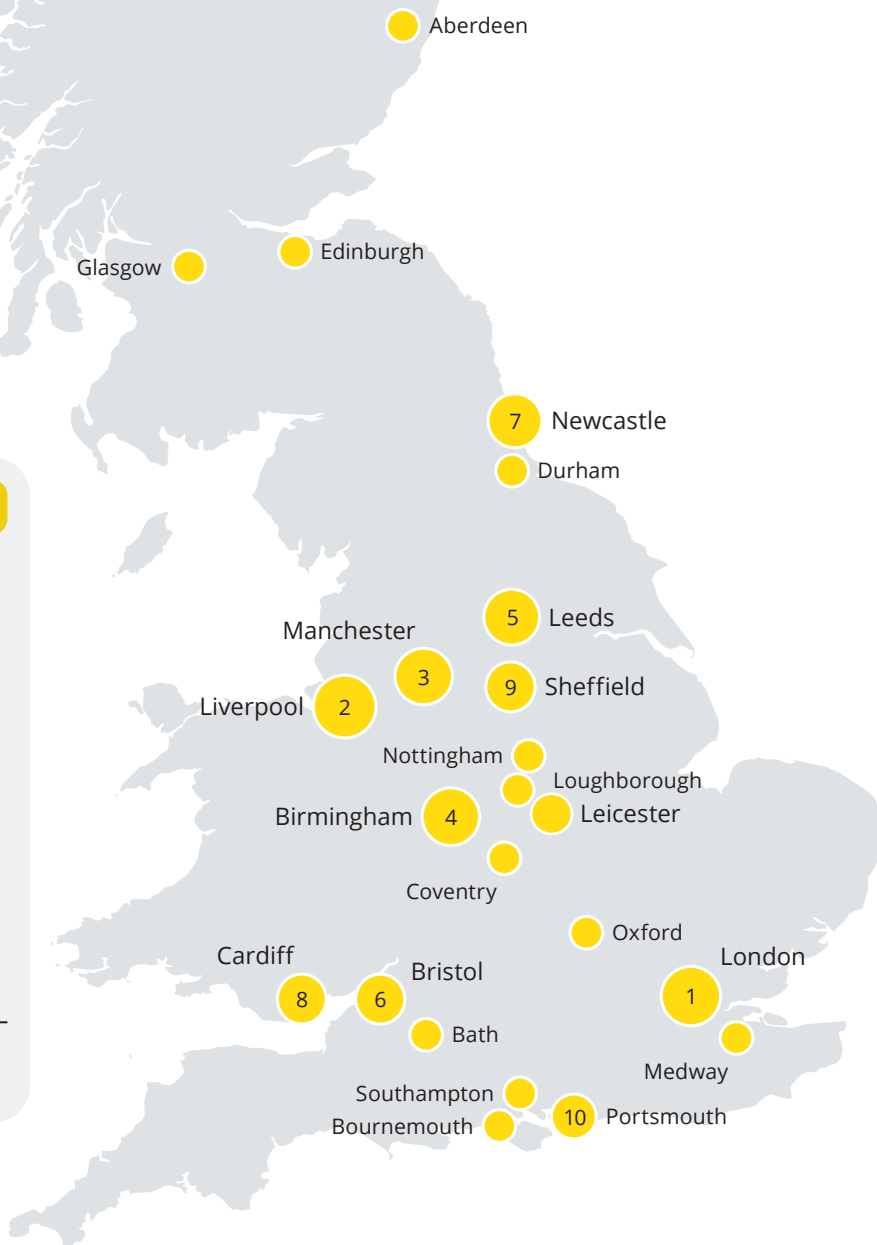 Aberdeen
Edinburgh
Glasgow
7 Newcastle
Durham
5 Leeds
Manchester
3
9 Sheffield
Liverpool 2
Nottingham
Loughborough
Leicester
Birmingham 4
Coventry
Oxford
Cardiff
London
Bristol
8
6
1
Bath
Medway
Southampton
10 Portsmouth
Bournemouth